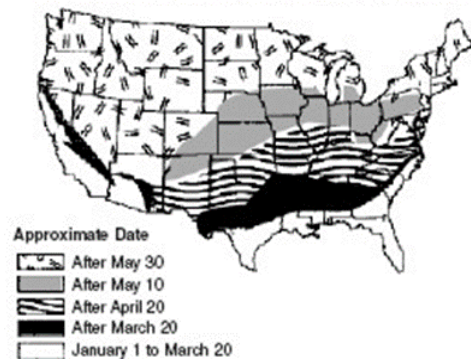 Approximate Date
After May 30
After May 10
After April 20
After March 20
January 1 to March 20